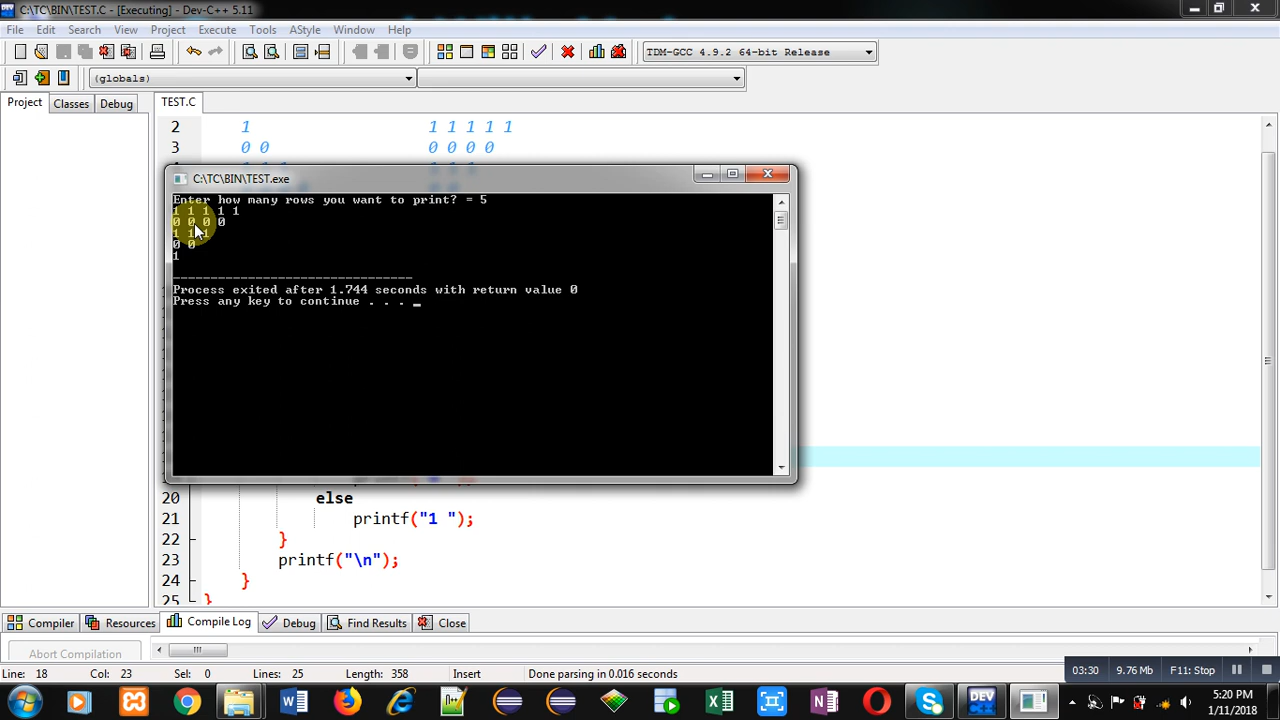 C:\TC\BIN\TEST.C - [Executing] - Dev-C++ 5.11
File Edit Search View Project Execute Tools AStyle Window Help
TDM-GCC 4.9.2 64-bit Release
(globals)
Project Classes Debug
TEST.C
2 1 1 1 1 1 1
3 0 0 0 0 0 0
C:\TC\BIN\TEST.exe
Enter how many rows you want to print? = 5
1 1 1 1 1
0 0 0 0
1 1 1
0 0
1
--------------------------------
Process exited after 1.744 seconds with return value 0
Press any key to continue . . . _
20 else
21 printf("1 ");
22 }
23 printf("\n");
24 }
25 }
Compiler Resources Compile Log Debug Find Results Close
Abort Compilation
Line: 18 Col: 23 Sel: 0 Lines: 25 Length: 358 Insert Done parsing in 0.016 seconds
03:30 9.76 Mb F11: Stop
5:20 PM
1/11/2018